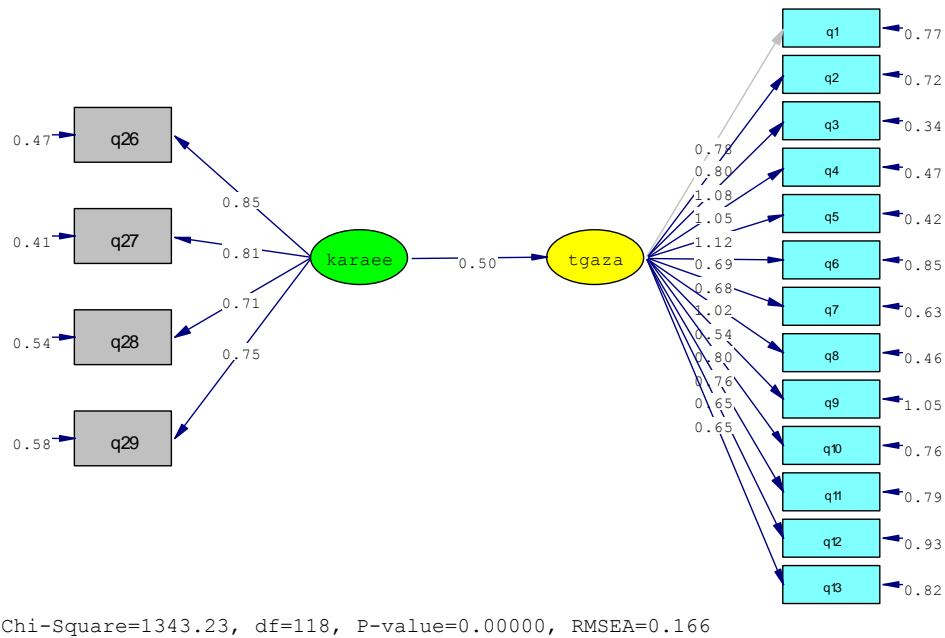 q1
0.77
q2
0.72
q3
0.34
q4
0.47
q5
0.42
q6
0.85
q7
0.63
q8
0.46
q9
1.05
q10
0.76
q11
0.79
q12
0.93
q13
0.82
0.47
q26
0.41
q27
0.54
q28
0.58
q29
0.85
0.81
0.71
0.75
karaee
0.50
tgaza
0.78
0.80
1.08
1.05
1.12
0.69
0.68
1.02
0.54
0.80
0.76
0.65
0.65
Chi-Square=1343.23, df=118, P-value=0.00000, RMSEA=0.166